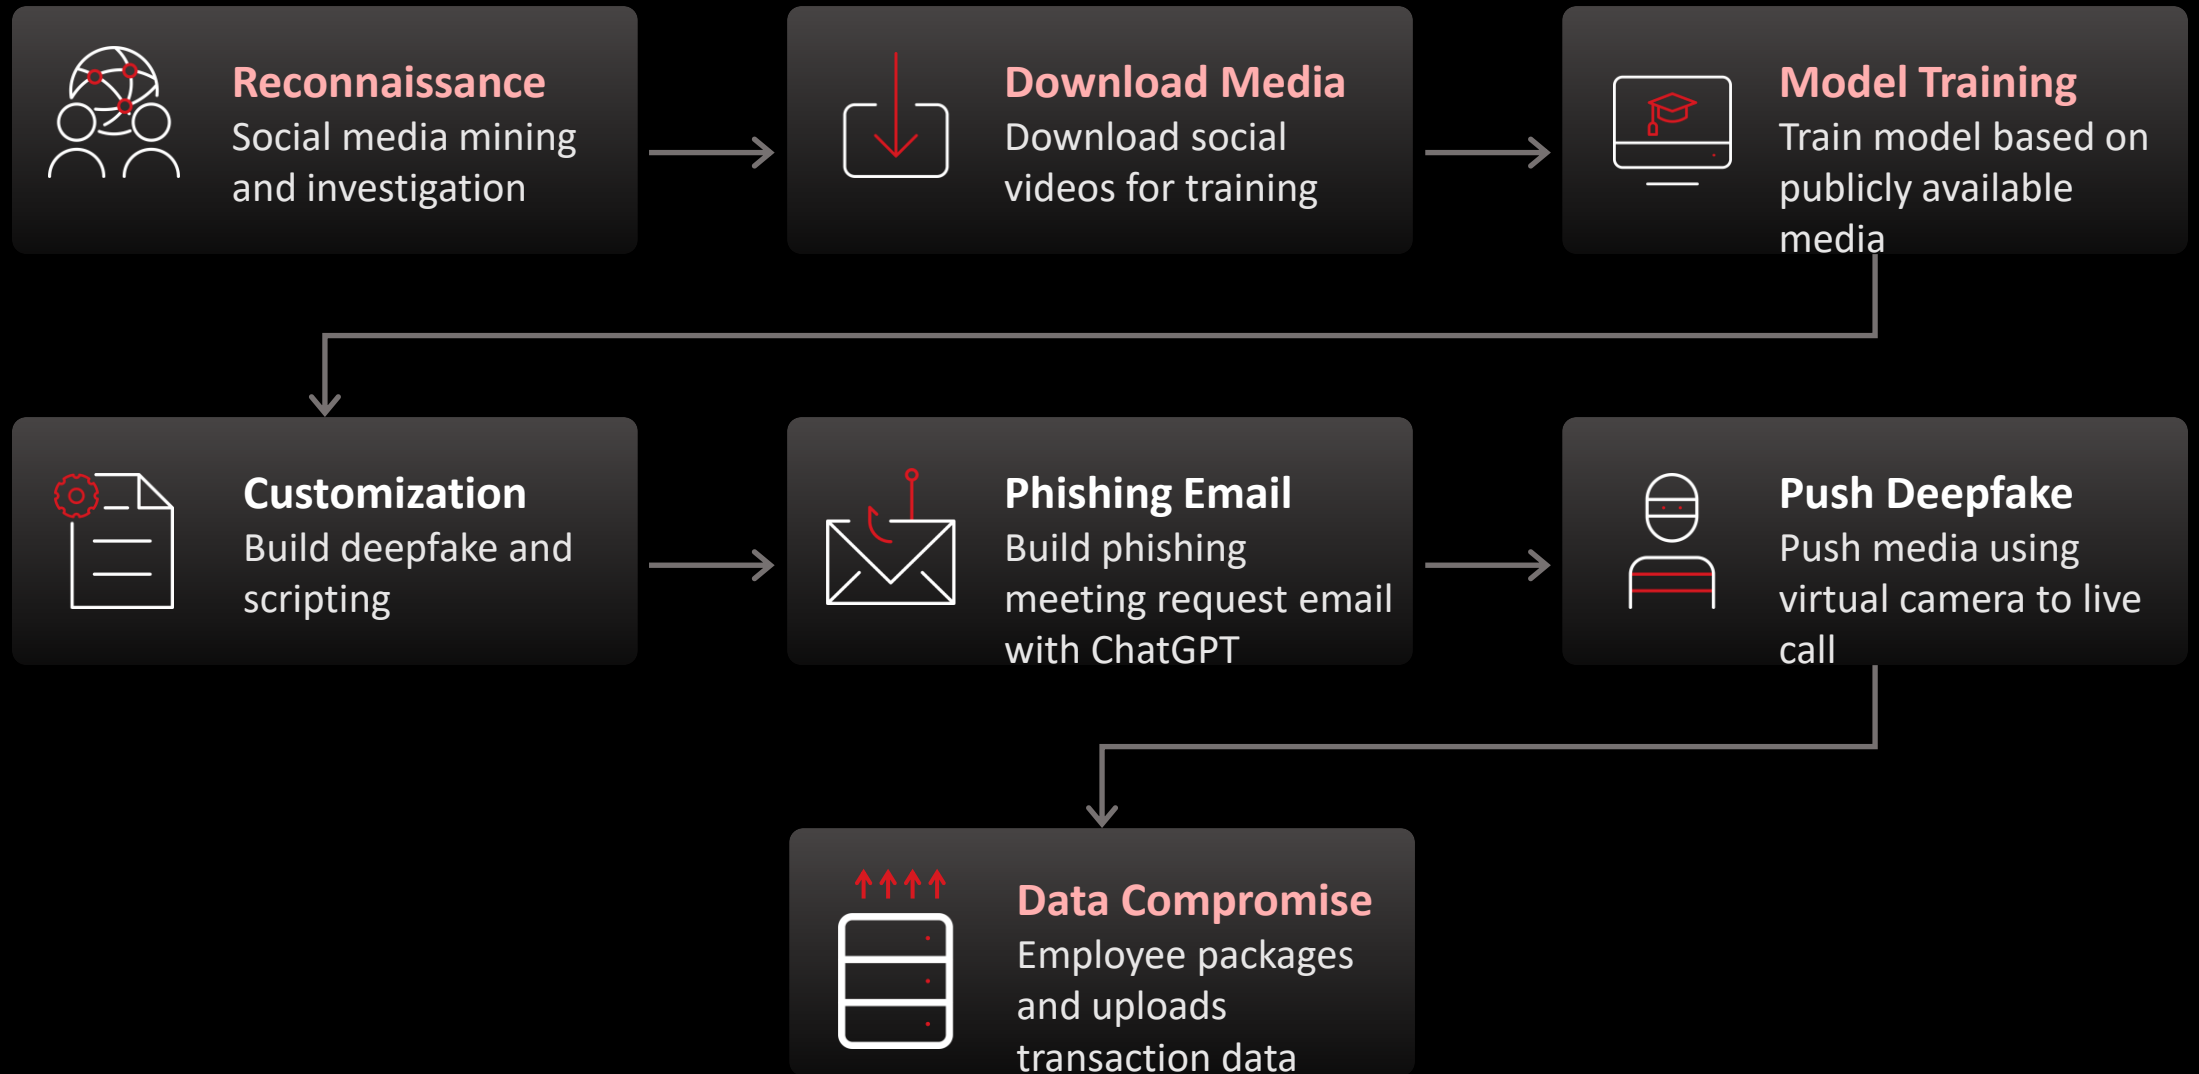 Reconnaissance
Social media mining
and investigation
Download Media
Download social
videos for training
Model Training
Train model based on
publicly available
media
Customization
Build deepfake and
scripting
Phishing Email
Build phishing
meeting request email
with ChatGPT
Push Deepfake
Push media using
virtual camera to live
call
Data Compromise
Employee packages
and uploads
transaction data